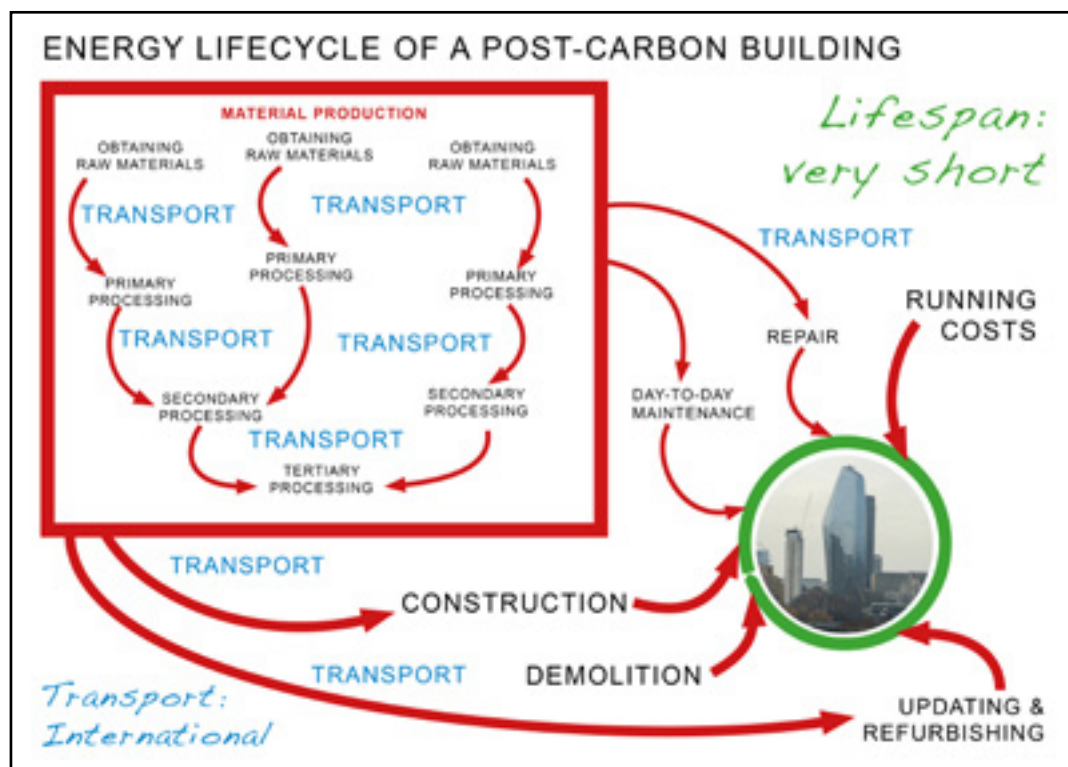 ENERGY LIFECYCLE OF A POST-CARBON BUILDING
MATERIAL PRODUCTION
OBTAINING
RAW MATERIALS
OBTAINING
RAW MATERIALS
OBTAINING
RAW MATERIALS
Lifespan:
very short
TRANSPORT
TRANSPORT
TRANSPORT
PRIMARY
PROCESSING
PRIMARY
PROCESSING
PRIMARY
PROCESSING
RUNNING
COSTS
TRANSPORT
TRANSPORT
REPAIR
SECONDARY
PROCESSING
SECONDARY
PROCESSING
DAY-TO-DAY
MAINTENANCE
TRANSPORT
TERTIARY
PROCESSING
TRANSPORT
CONSTRUCTION
TRANSPORT
DEMOLITION
Transport:
International
UPDATING &
REFURBISHING